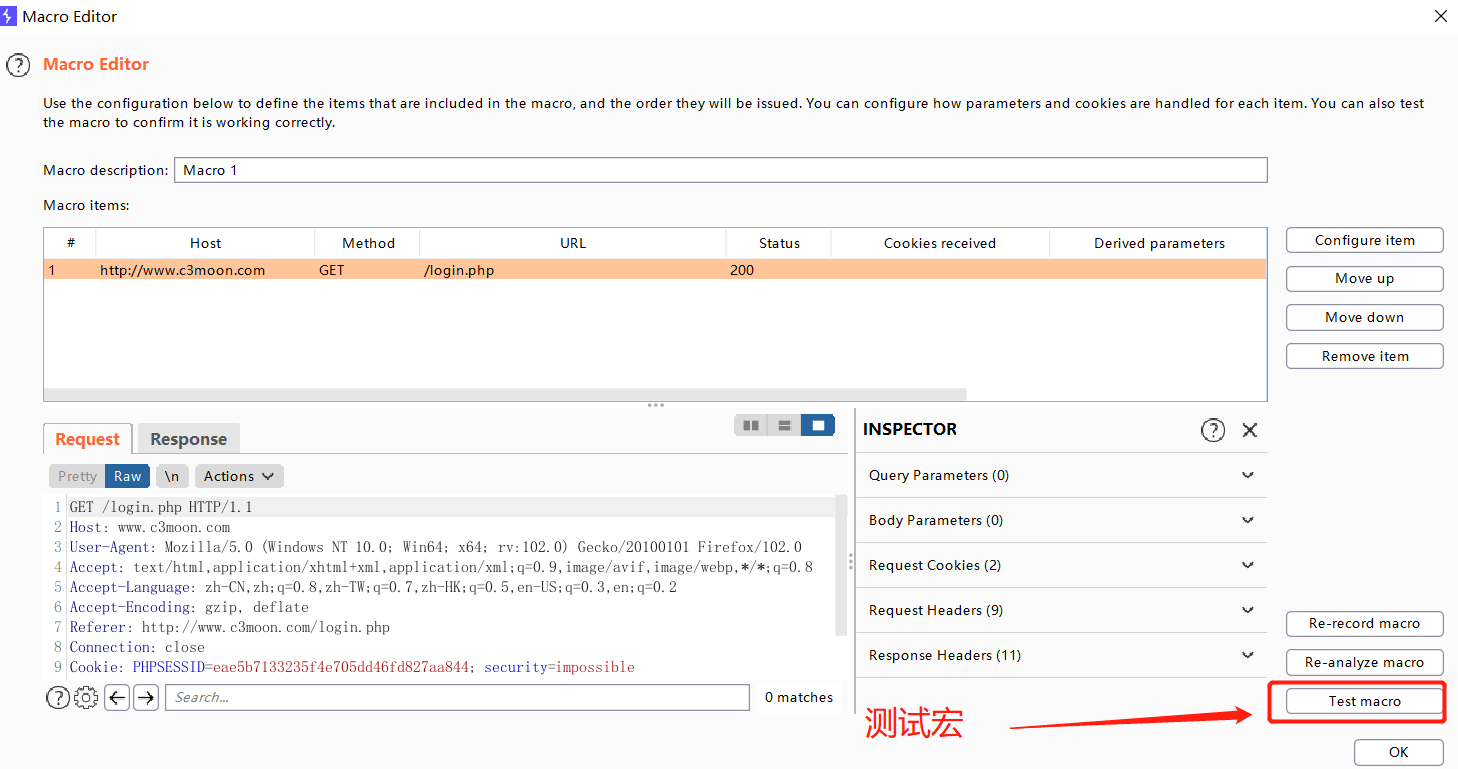 Macro Editor
Macro Editor
Use the configuration below to define the items that are included in the macro, and the order they will be issued. You can configure how parameters and cookies are handled for each item. You can also test
the macro to confirm it is working correctly.
Macro description: Macro 1
Macro items:
# Host Method URL Status Cookies received Derived parameters
1 http://www.c3moon.com GET /login.php 200
Configure item
Move up
Move down
Remove item
Request Response
Pretty Raw \n Actions
1 GET /login.php HTTP/1.1
2 Host: www.c3moon.com
3 User-Agent: Mozilla/5.0 (Windows NT 10.0; Win64; x64; rv:102.0) Gecko/20100101 Firefox/102.0
4 Accept: text/html,application/xhtml+xml,application/xml;q=0.9,image/avif,image/webp,*/*;q=0.8
5 Accept-Language: zh-CN,zh;q=0.8,zh-TW;q=0.7,zh-HK;q=0.5,en-US;q=0.3,en;q=0.2
6 Accept-Encoding: gzip, deflate
7 Referer: http://www.c3moon.com/login.php
8 Connection: close
9 Cookie: PHPSESSID=eae5b7133235f4e705dd46fd827aa844; security=impossible
Search...
0 matches
INSPECTOR
Query Parameters (0)
Body Parameters (0)
Request Cookies (2)
Request Headers (9)
Response Headers (11)
Re-record macro
Re-analyze macro
Test macro
测试宏
OK